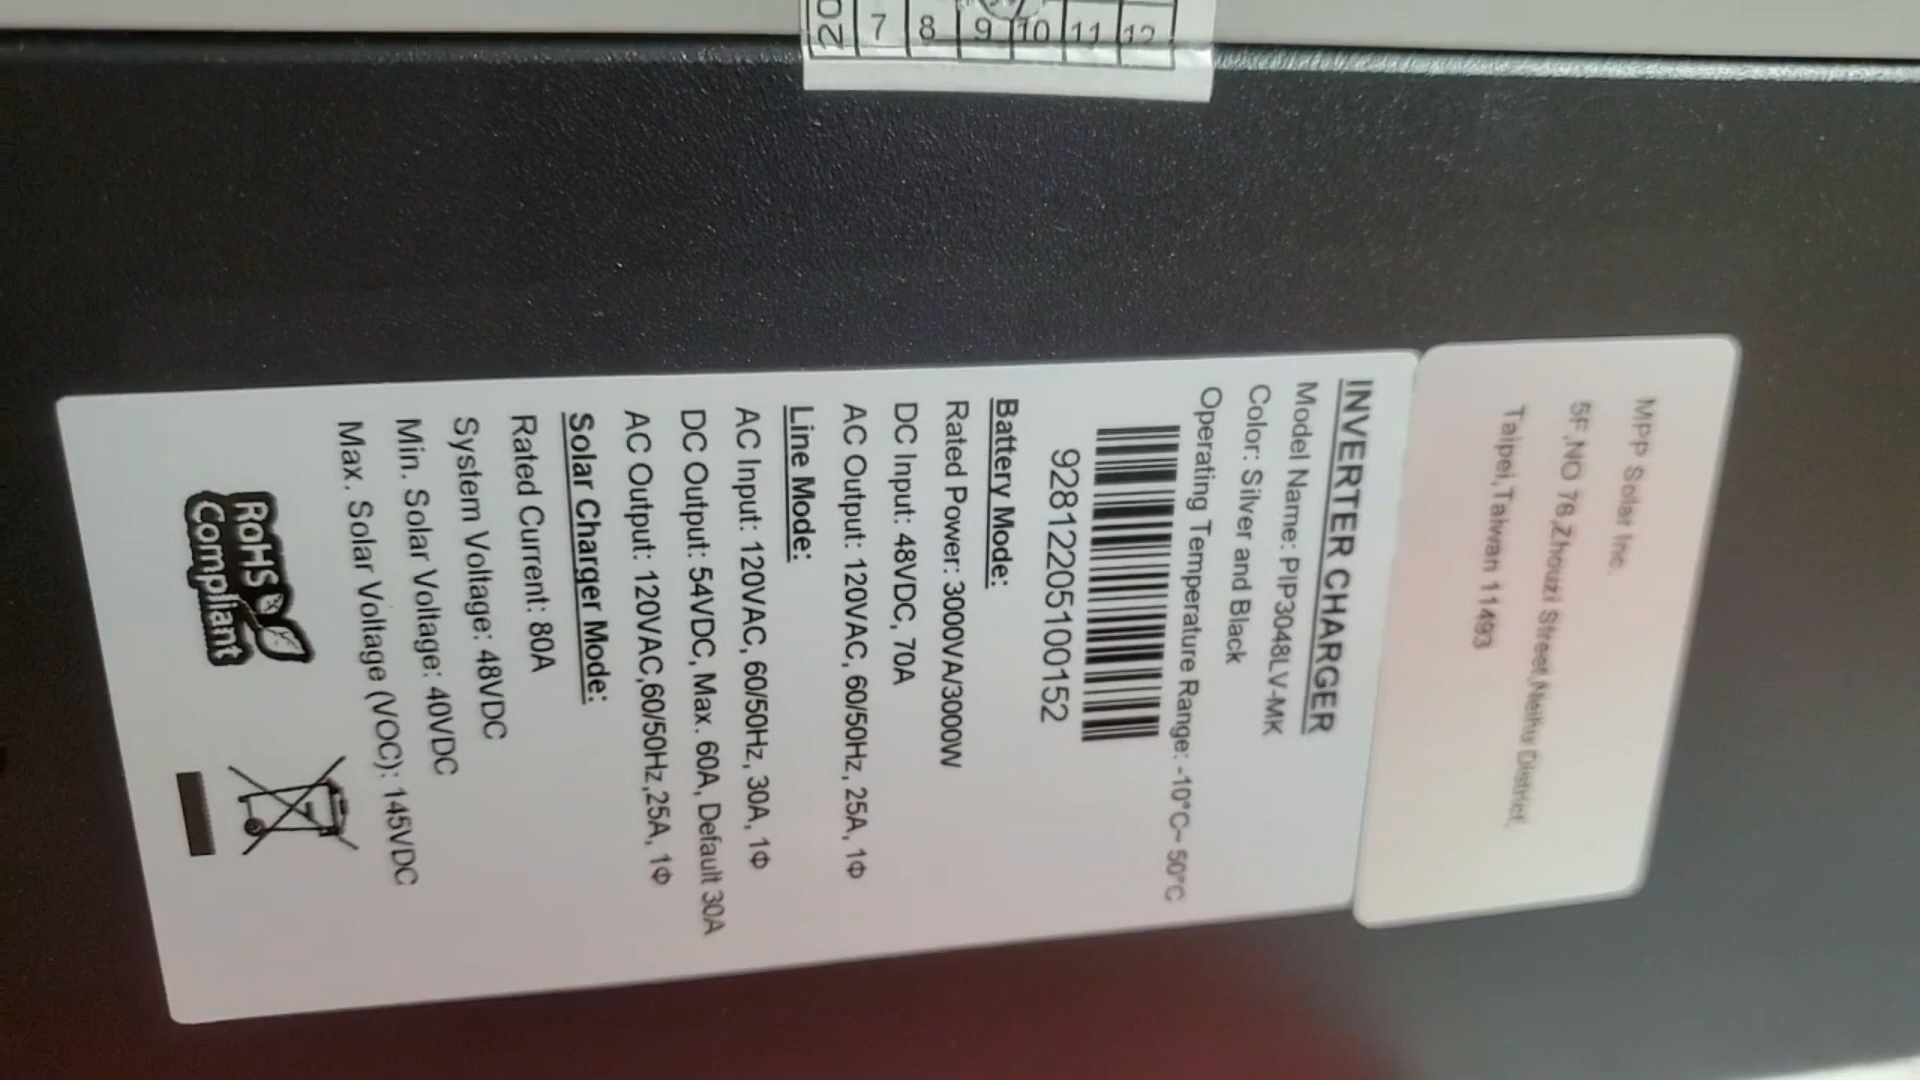 MPP Solar Inc.
5F,NO 78,Zhouzi Street,Neihu District,
Taipei,Taiwan 11493
INVERTER CHARGER
Model Name: PIP3048LV-MK
Color: Silver and Black
Operating Temperature Range: -10°C~ 50°C
92812205100152
Battery Mode:
Rated Power: 3000VA/3000W
DC Input: 48VDC, 70A
AC Output: 120VAC, 60/50Hz, 25A, 1Φ
Line Mode:
AC Input: 120VAC, 60/50Hz, 30A, 1Φ
DC Output: 54VDC, Max. 60A, Default 30A
AC Output: 120VAC,60/50Hz,25A, 1Φ
Solar Charger Mode:
Rated Current: 80A
System Voltage: 48VDC
Min. Solar Voltage: 40VDC
Max. Solar Voltage (VOC): 145VDC
RoHS
Compliant
7 8 9 10 11 12